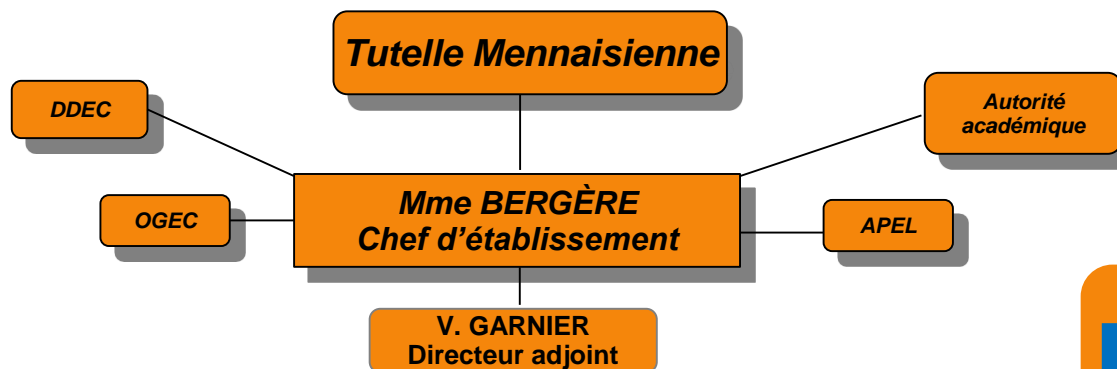 Tutelle Mennaisienne
DDEC
Autorité
académique
Mme BERGÈRE
Chef d’établissement
OGEC
APEL
V. GARNIER
Directeur adjoint